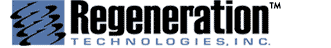 Regeneration™
TECHNOLOGIES, INC.